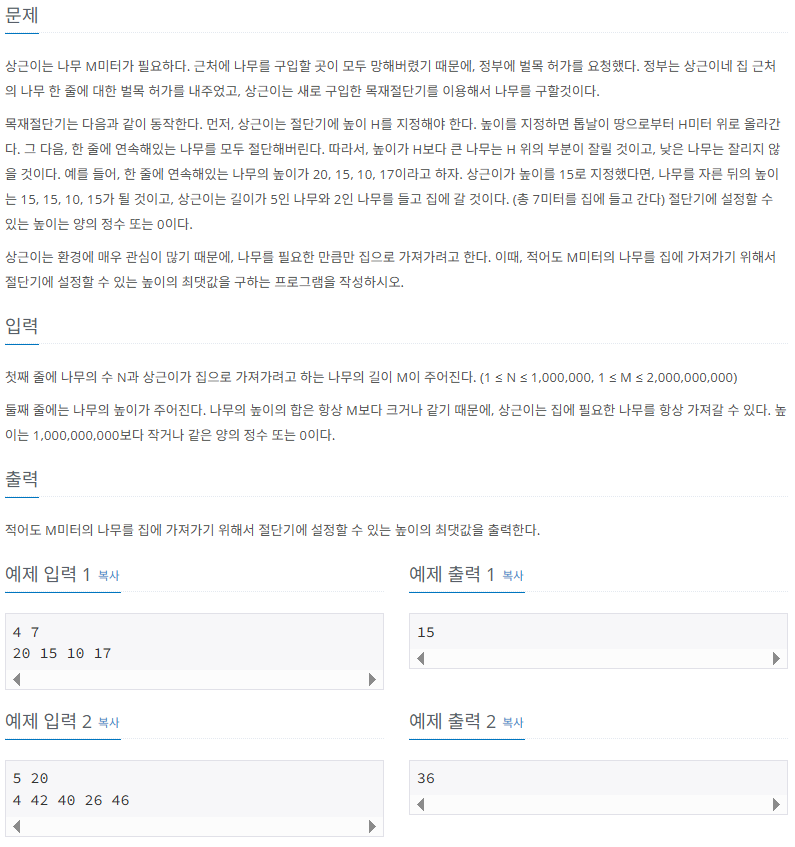 문제
상근이는 나무 M미터가 필요하다. 근처에 나무를 구입할 곳이 모두 망해버렸기 때문에, 정부에 벌목 허가를 요청했다. 정부는 상근이네 집 근처
의 나무 한 줄에 대한 벌목 허가를 내주었고, 상근이는 새로 구입한 목재절단기를 이용해서 나무를 구할것이다.
목재절단기는 다음과 같이 동작한다. 먼저, 상근이는 절단기에 높이 H를 지정해야 한다. 높이를 지정하면 톱날이 땅으로부터 H미터 위로 올라간
다. 그 다음, 한 줄에 연속해있는 나무를 모두 절단해버린다. 따라서, 높이가 H보다 큰 나무는 H 위의 부분이 잘릴 것이고, 낮은 나무는 잘리지 않
을 것이다. 예를 들어, 한 줄에 연속해있는 나무의 높이가 20, 15, 10, 17이라고 하자. 상근이가 높이를 15로 지정했다면, 나무를 자른 뒤의 높이
는 15, 15, 10, 15가 될 것이고, 상근이는 길이가 5인 나무와 2인 나무를 들고 집에 갈 것이다. (총 7미터를 집에 들고 간다) 절단기에 설정할 수
있는 높이는 양의 정수 또는 0이다.
상근이는 환경에 매우 관심이 많기 때문에, 나무를 필요한 만큼만 집으로 가져가려고 한다. 이때, 적어도 M미터의 나무를 집에 가져가기 위해서
절단기에 설정할 수 있는 높이의 최댓값을 구하는 프로그램을 작성하시오.
입력
첫째 줄에 나무의 수 N과 상근이가 집으로 가져가려고 하는 나무의 길이 M이 주어진다. (1 ≤ N ≤ 1,000,000, 1 ≤ M ≤ 2,000,000,000)
둘째 줄에는 나무의 높이가 주어진다. 나무의 높이의 합은 항상 M보다 크거나 같기 때문에, 상근이는 집에 필요한 나무를 항상 가져갈 수 있다. 높
이는 1,000,000,000보다 작거나 같은 양의 정수 또는 0이다.
출력
적어도 M미터의 나무를 집에 가져가기 위해서 절단기에 설정할 수 있는 높이의 최댓값을 출력한다.
예제 입력 1 복사
4 7
20 15 10 17
예제 출력 1 복사
15
예제 입력 2 복사
5 20
4 42 40 26 46
예제 출력 2 복사
36